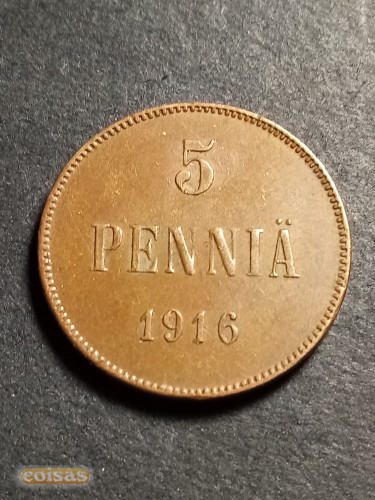 5
PENNIÄ
1916
coisas